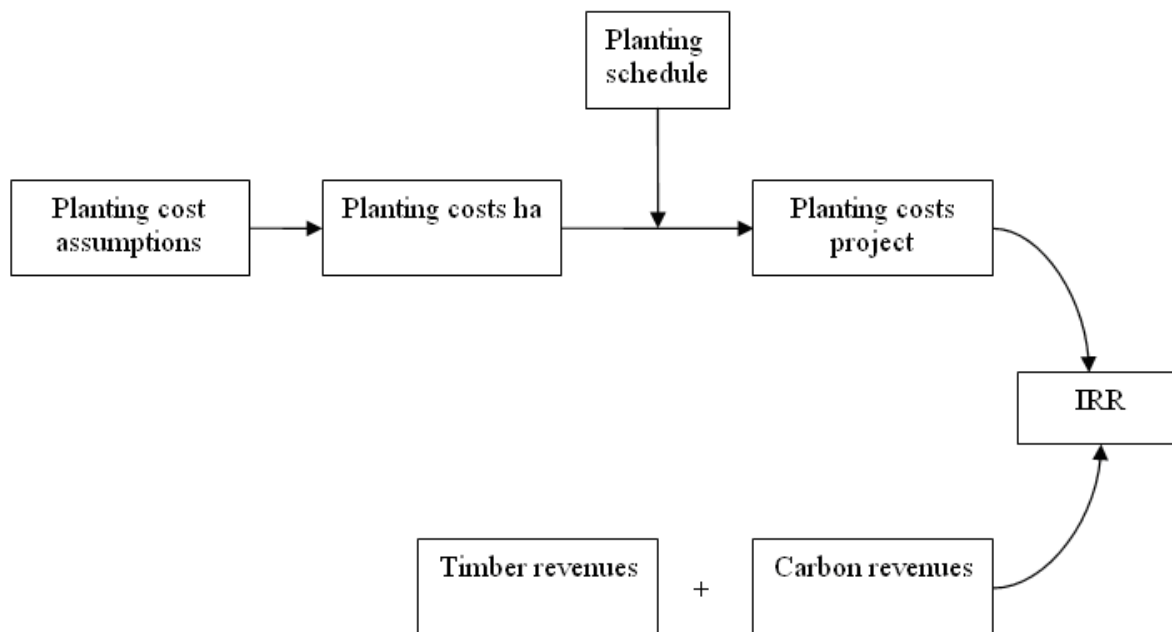 Planting
schedule
Planting cost
assumptions
Planting costs ha
Planting costs
project
IRR
Timber revenues
+
Carbon revenues